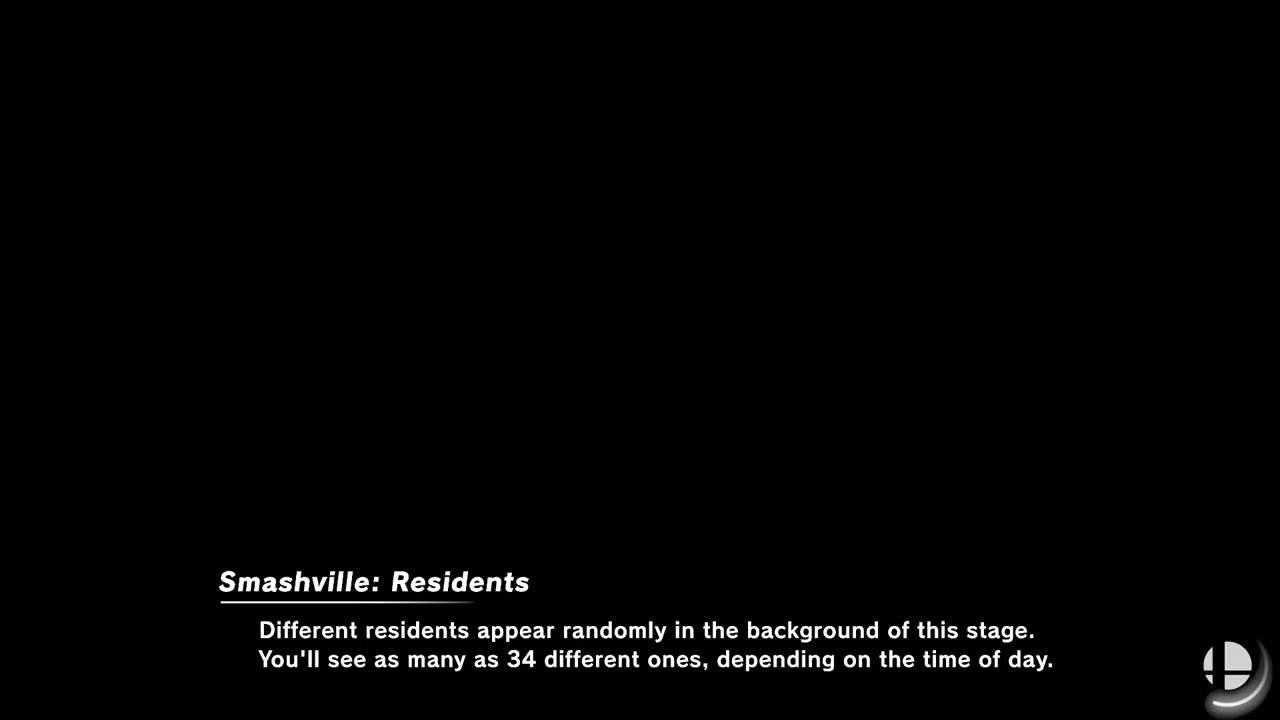 Smashville: Residents
Different residents appear randomly in the background of this stage.
You'll see as many as 34 different ones, depending on the time of day.